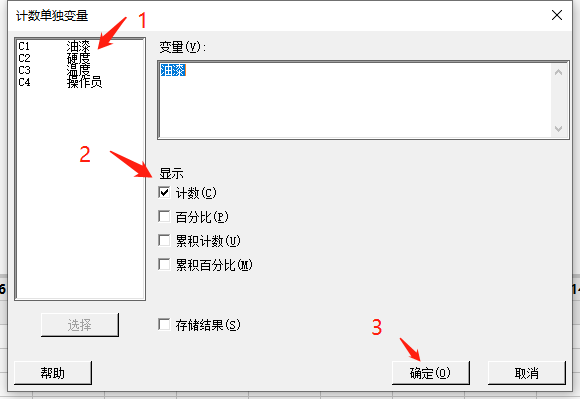 计数单独变量
1
C1 油漆
C2 硬度
C3 温度
C4 操作员
变量(V):
油漆
2
显示
计数(C)
百分比(P)
累积计数(U)
累积百分比(M)
6
14
选择
存储结果(S)
3
帮助
确定(O)
取消